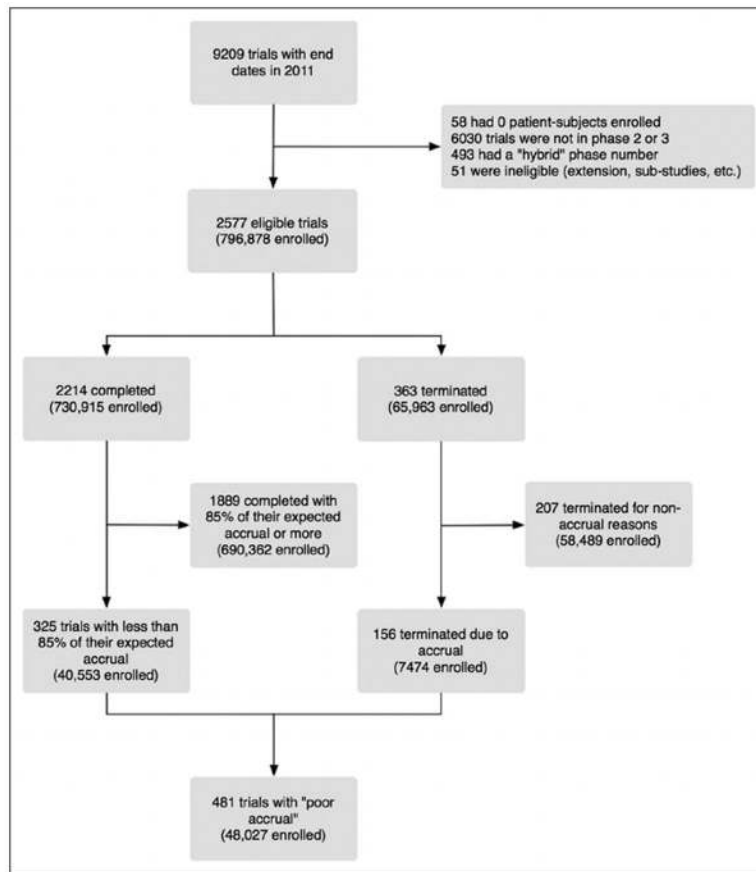 9209 trials with end
dates in 2011
58 had 0 patient-subjects enrolled
6030 trials were not in phase 2 or 3
493 had a "hybrid" phase number
51 were ineligible (extension, sub-studies, etc.)
2577 eligible trials
(796,878 enrolled)
2214 completed
(730,915 enrolled)
363 terminated
(65,963 enrolled)
1889 completed with
85% of their expected
accrual or more
(690,362 enrolled)
207 terminated for non-
accrual reasons
(58,489 enrolled)
325 trials with less than
85% of their expected
accrual
(40,553 enrolled)
156 terminated due to
accrual
(7474 enrolled)
481 trials with "poor
accrual"
(48,027 enrolled)